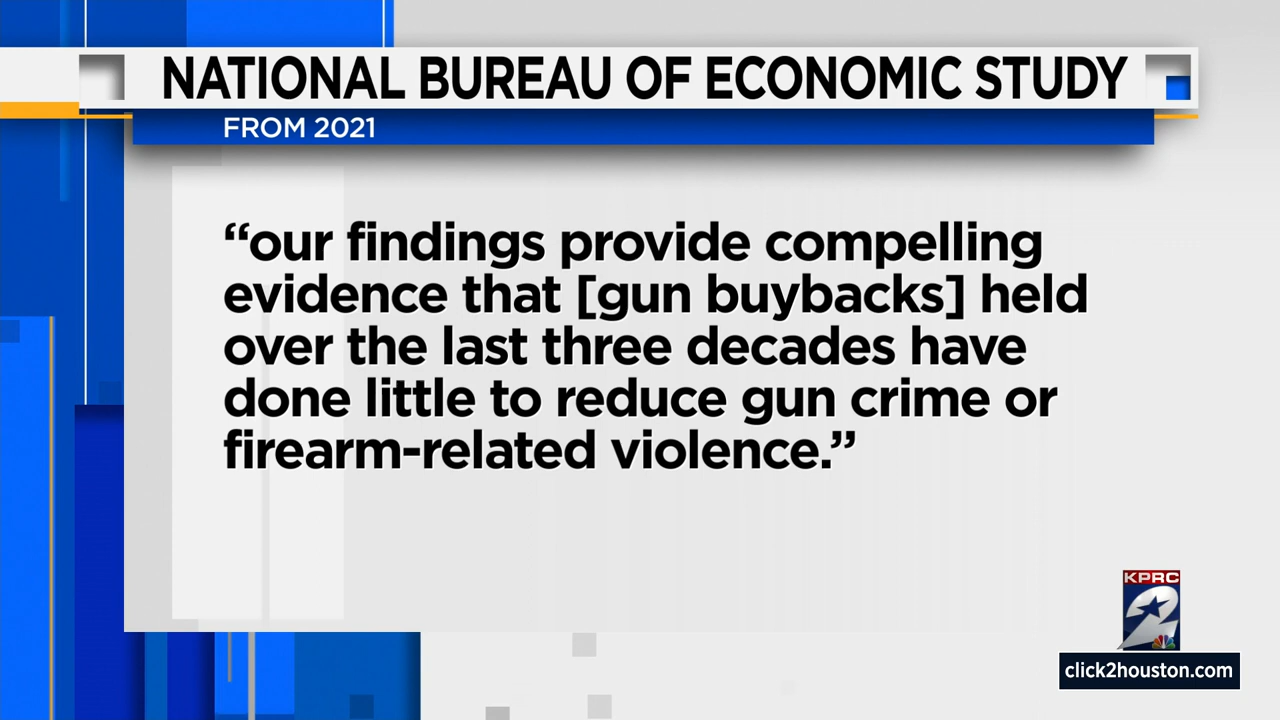 NATIONAL BUREAU OF ECONOMIC STUDY
FROM 2021
“our findings provide compelling
evidence that [gun buybacks] held
over the last three decades have
done little to reduce gun crime or
firearm-related violence.”
KPRC
2
click2houston.com